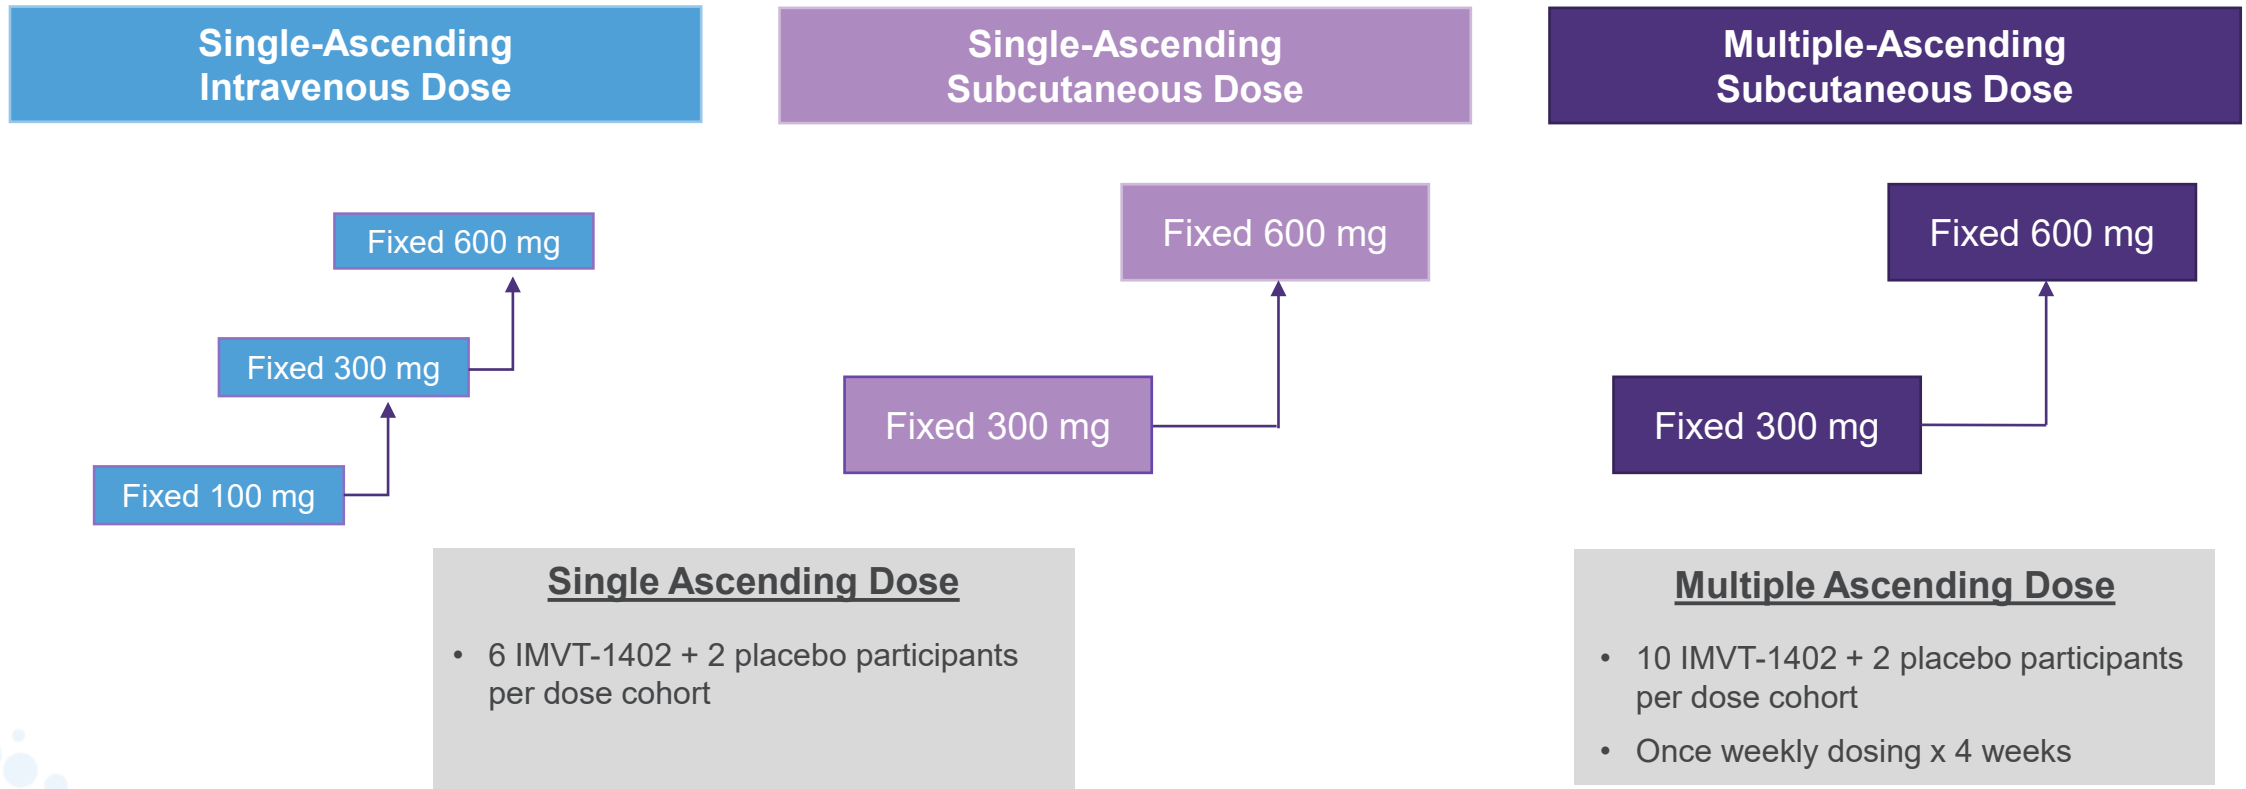 Single-Ascending
Intravenous Dose
Single-Ascending
Subcutaneous Dose
Multiple-Ascending
Subcutaneous Dose
Fixed 600 mg
Fixed 300 mg
Fixed 100 mg
Fixed 600 mg
Fixed 300 mg
Fixed 600 mg
Fixed 300 mg
Single Ascending Dose
• 6 IMVT-1402 + 2 placebo participants
per dose cohort
Multiple Ascending Dose
• 10 IMVT-1402 + 2 placebo participants
per dose cohort
• Once weekly dosing x 4 weeks